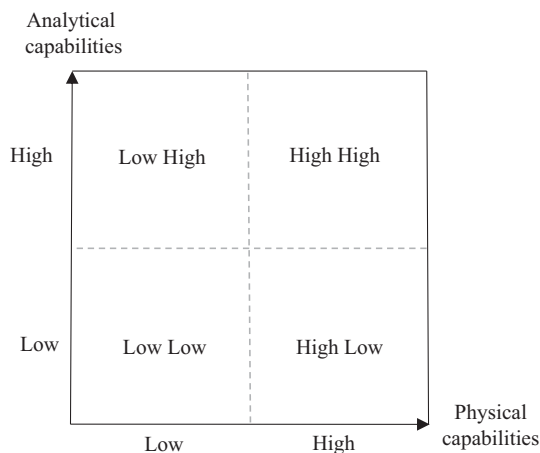 Analytical
capabilities
High
Low High
High High
Low
Low Low
High Low
Physical
capabilities
Low
High